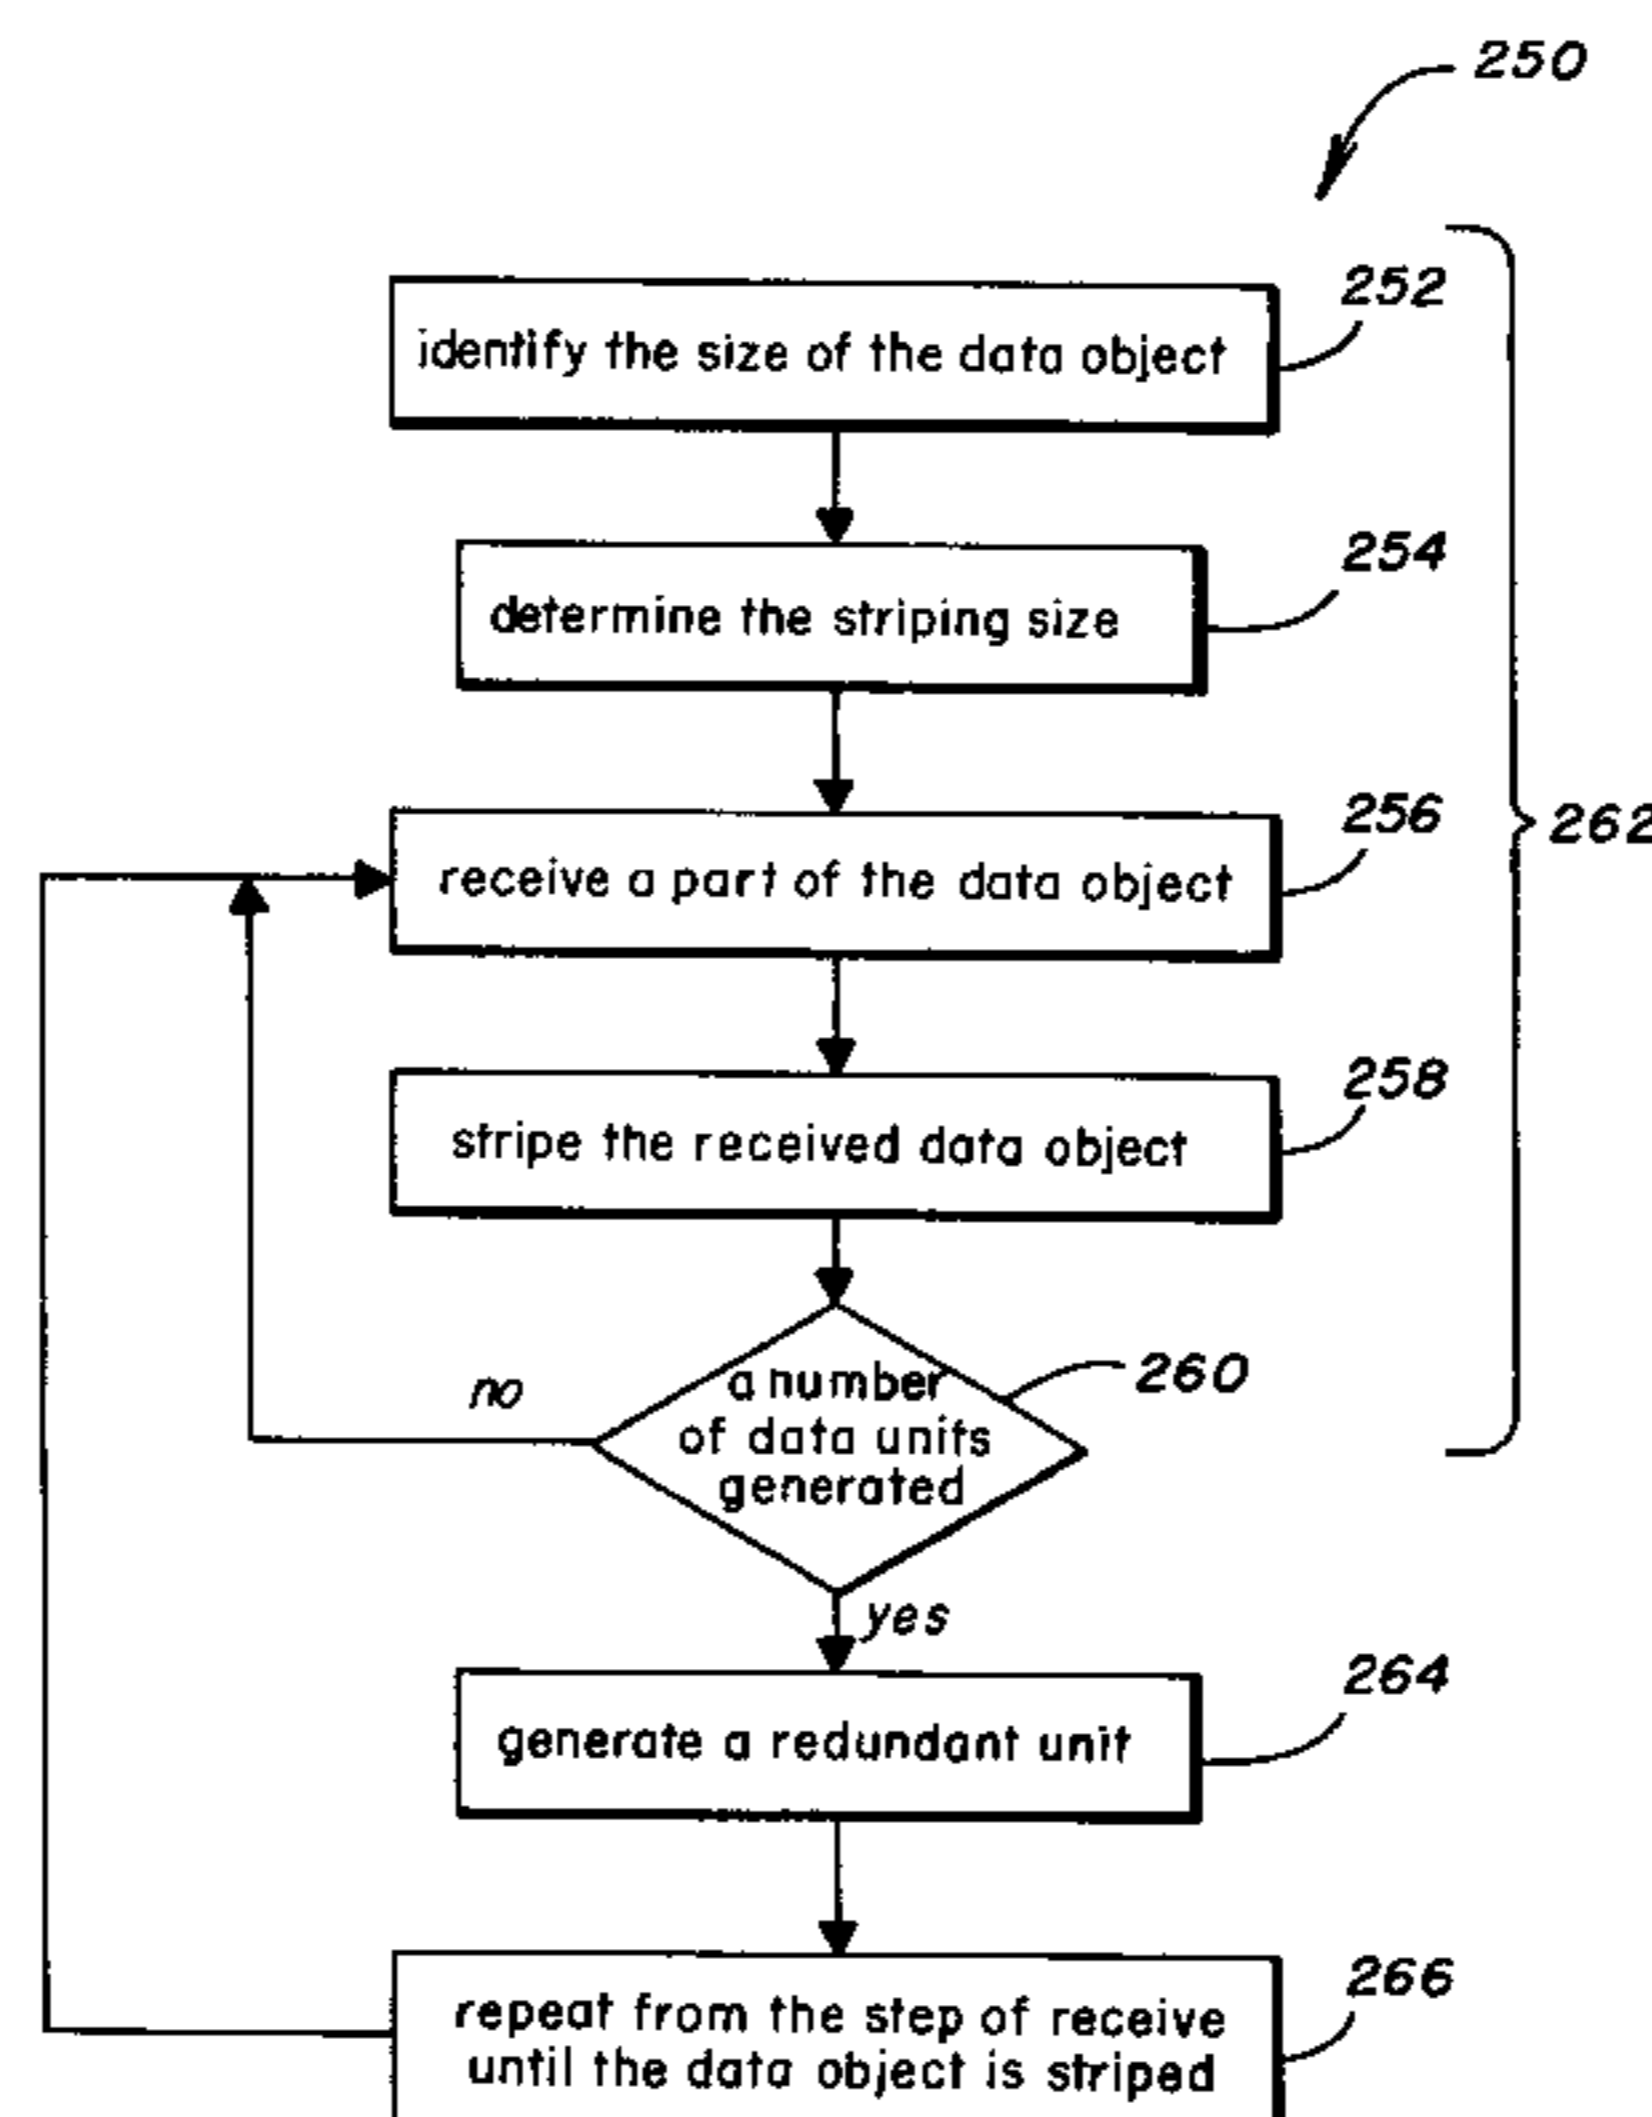 250
252
identify the size of the data object
254
determine the striping size
256
262
receive a part of the data object
258
stripe the received data object
no
a number
of data units
generated
260
yes
264
generate a redundant unit
266
repeat from the step of receive
until the data object is striped